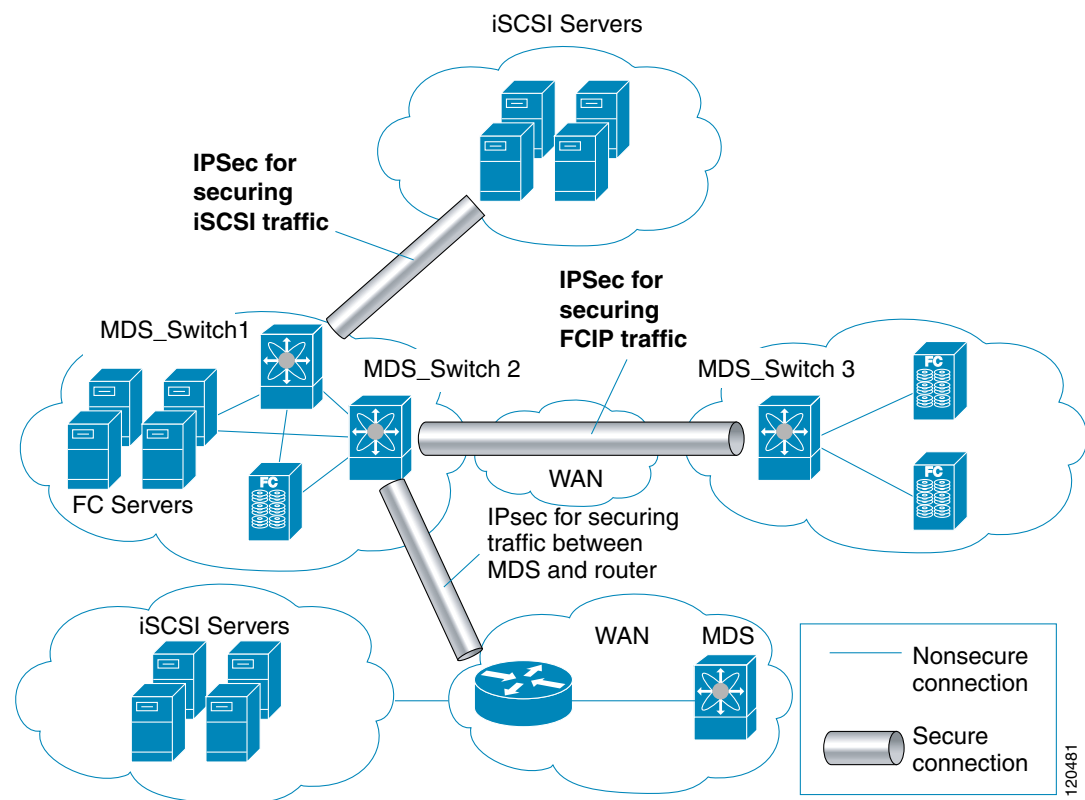 iSCSI Servers
IPSec for
securing
iSCSI traffic
IPSec for
securing
FCIP traffic
MDS_Switch1
MDS_Switch 2
MDS_Switch 3
FC
FC
FC
FC Servers
WAN
IPsec for securing
traffic between
MDS and router
iSCSI Servers
WAN
MDS
Nonsecure
connection
Secure
connection
120481